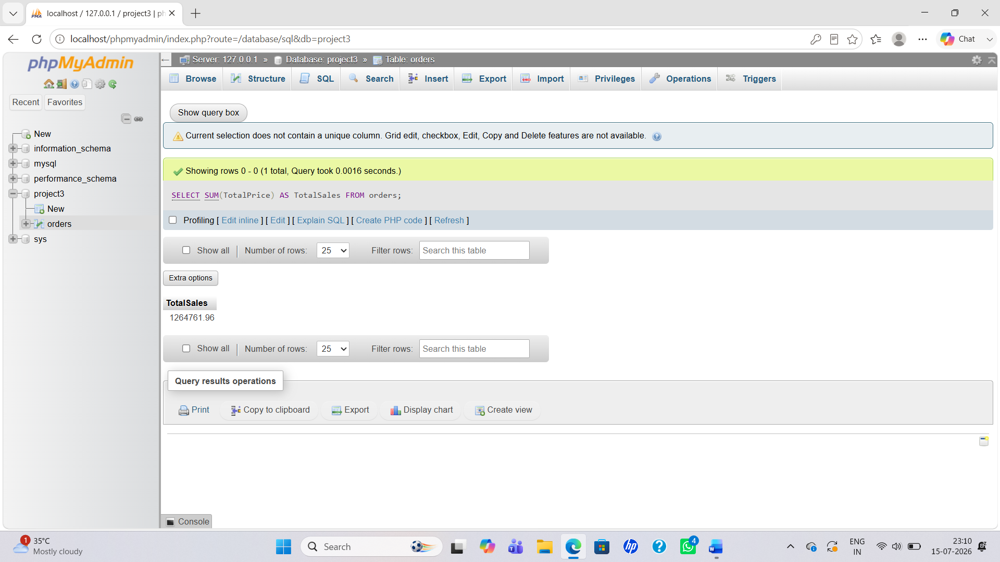 localhost / 127.0.0.1 / project3 | ph
localhost/phpmyadmin/index.php?route=/database/sql&db=project3
Chat
phpMyAdmin
Recent Favorites
New
information_schema
mysql
performance_schema
project3
New
orders
sys
Server: 127.0.0.1 » Database: project3 » Table: orders
Browse Structure SQL Search Insert Export Import Privileges Operations Triggers
Show query box
Current selection does not contain a unique column. Grid edit, checkbox, Edit, Copy and Delete features are not available.
Showing rows 0 - 0 (1 total, Query took 0.0016 seconds.)
SELECT SUM(TotalPrice) AS TotalSales FROM orders;
Profiling [ Edit inline ] [ Edit ] [ Explain SQL ] [ Create PHP code ] [ Refresh ]
Show all | Number of rows: 25 Filter rows: Search this table
Extra options
TotalSales
1264761.96
Show all | Number of rows: 25 Filter rows: Search this table
Query results operations
Print Copy to clipboard Export Display chart Create view
Console
1 35°C
Mostly cloudy
Search
4
ENG
IN
23:10
15-07-2026